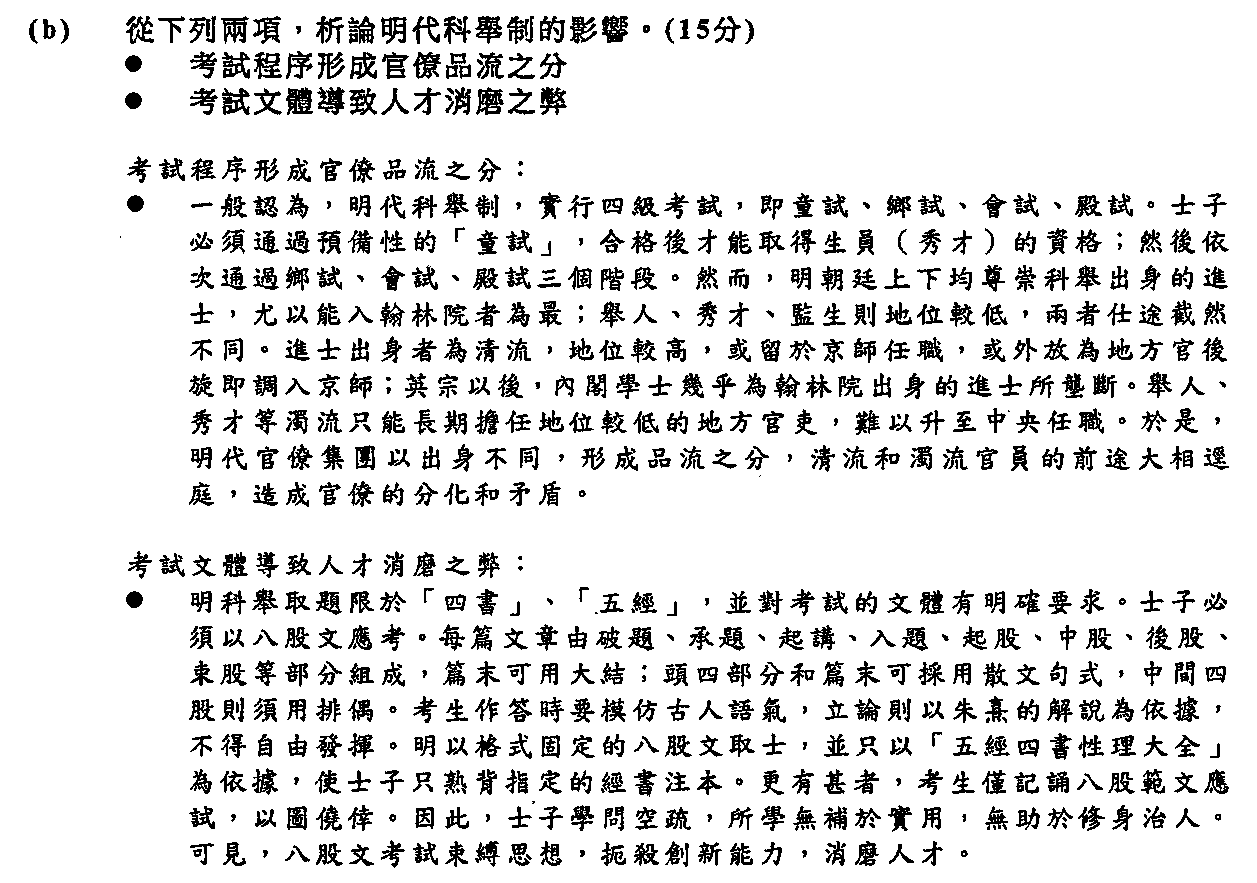 (b) 從下列兩項，析論明代科舉制的影響。(15分)
● 考試程序形成官僚品流之分
● 考試文體導致人才消磨之弊
考試程序形成官僚品流之分：
● 一般認為，明代科舉制，實行四級考試，即童試、鄉試、會試、殿試。士子
必須通過預備性的「童試」，合格後才能取得生員（秀才）的資格；然後依
次通過鄉試、會試、殿試三個階段。然而，明朝廷上下均尊崇科舉出身的進
士，尤以能入翰林院者為最；舉人、秀才、監生則地位較低，兩者仕途截然
不同。進士出身者為清流，地位較高，或留於京師任職，或外放為地方官後
旋即調入京師；英宗以後，內閣學士幾乎為翰林院出身的進士所壟斷。舉人、
秀才等濁流只能長期擔任地位較低的地方官吏，難以升至中央任職。於是，
明代官僚集團以出身不同，形成品流之分，清流和濁流官員的前途大相逕
庭，造成官僚的分化和矛盾。
考試文體導致人才消磨之弊：
● 明科舉取題限於「四書」、「五經」，並對考試的文體有明確要求。士子必
須以八股文應考。每篇文章由破題、承題、起講、入題、起股、中股、後股、
束股等部分組成，篇末可用大結；頭四部分和篇末可採用散文句式，中間四
股則須用排偶。考生作答時要模仿古人語氣，立論則以朱熹的解說為依據，
不得自由發揮。明以格式固定的八股文取士，並只以「五經四書性理大全」
為依據，使士子只熟背指定的經書注本。更有甚者，考生僅記誦八股範文應
試，以圖僥倖。因此，士子學問空疏，所學無補於實用，無助於修身治人。
可見，八股文考試束縛思想，扼殺創新能力，消磨人才。